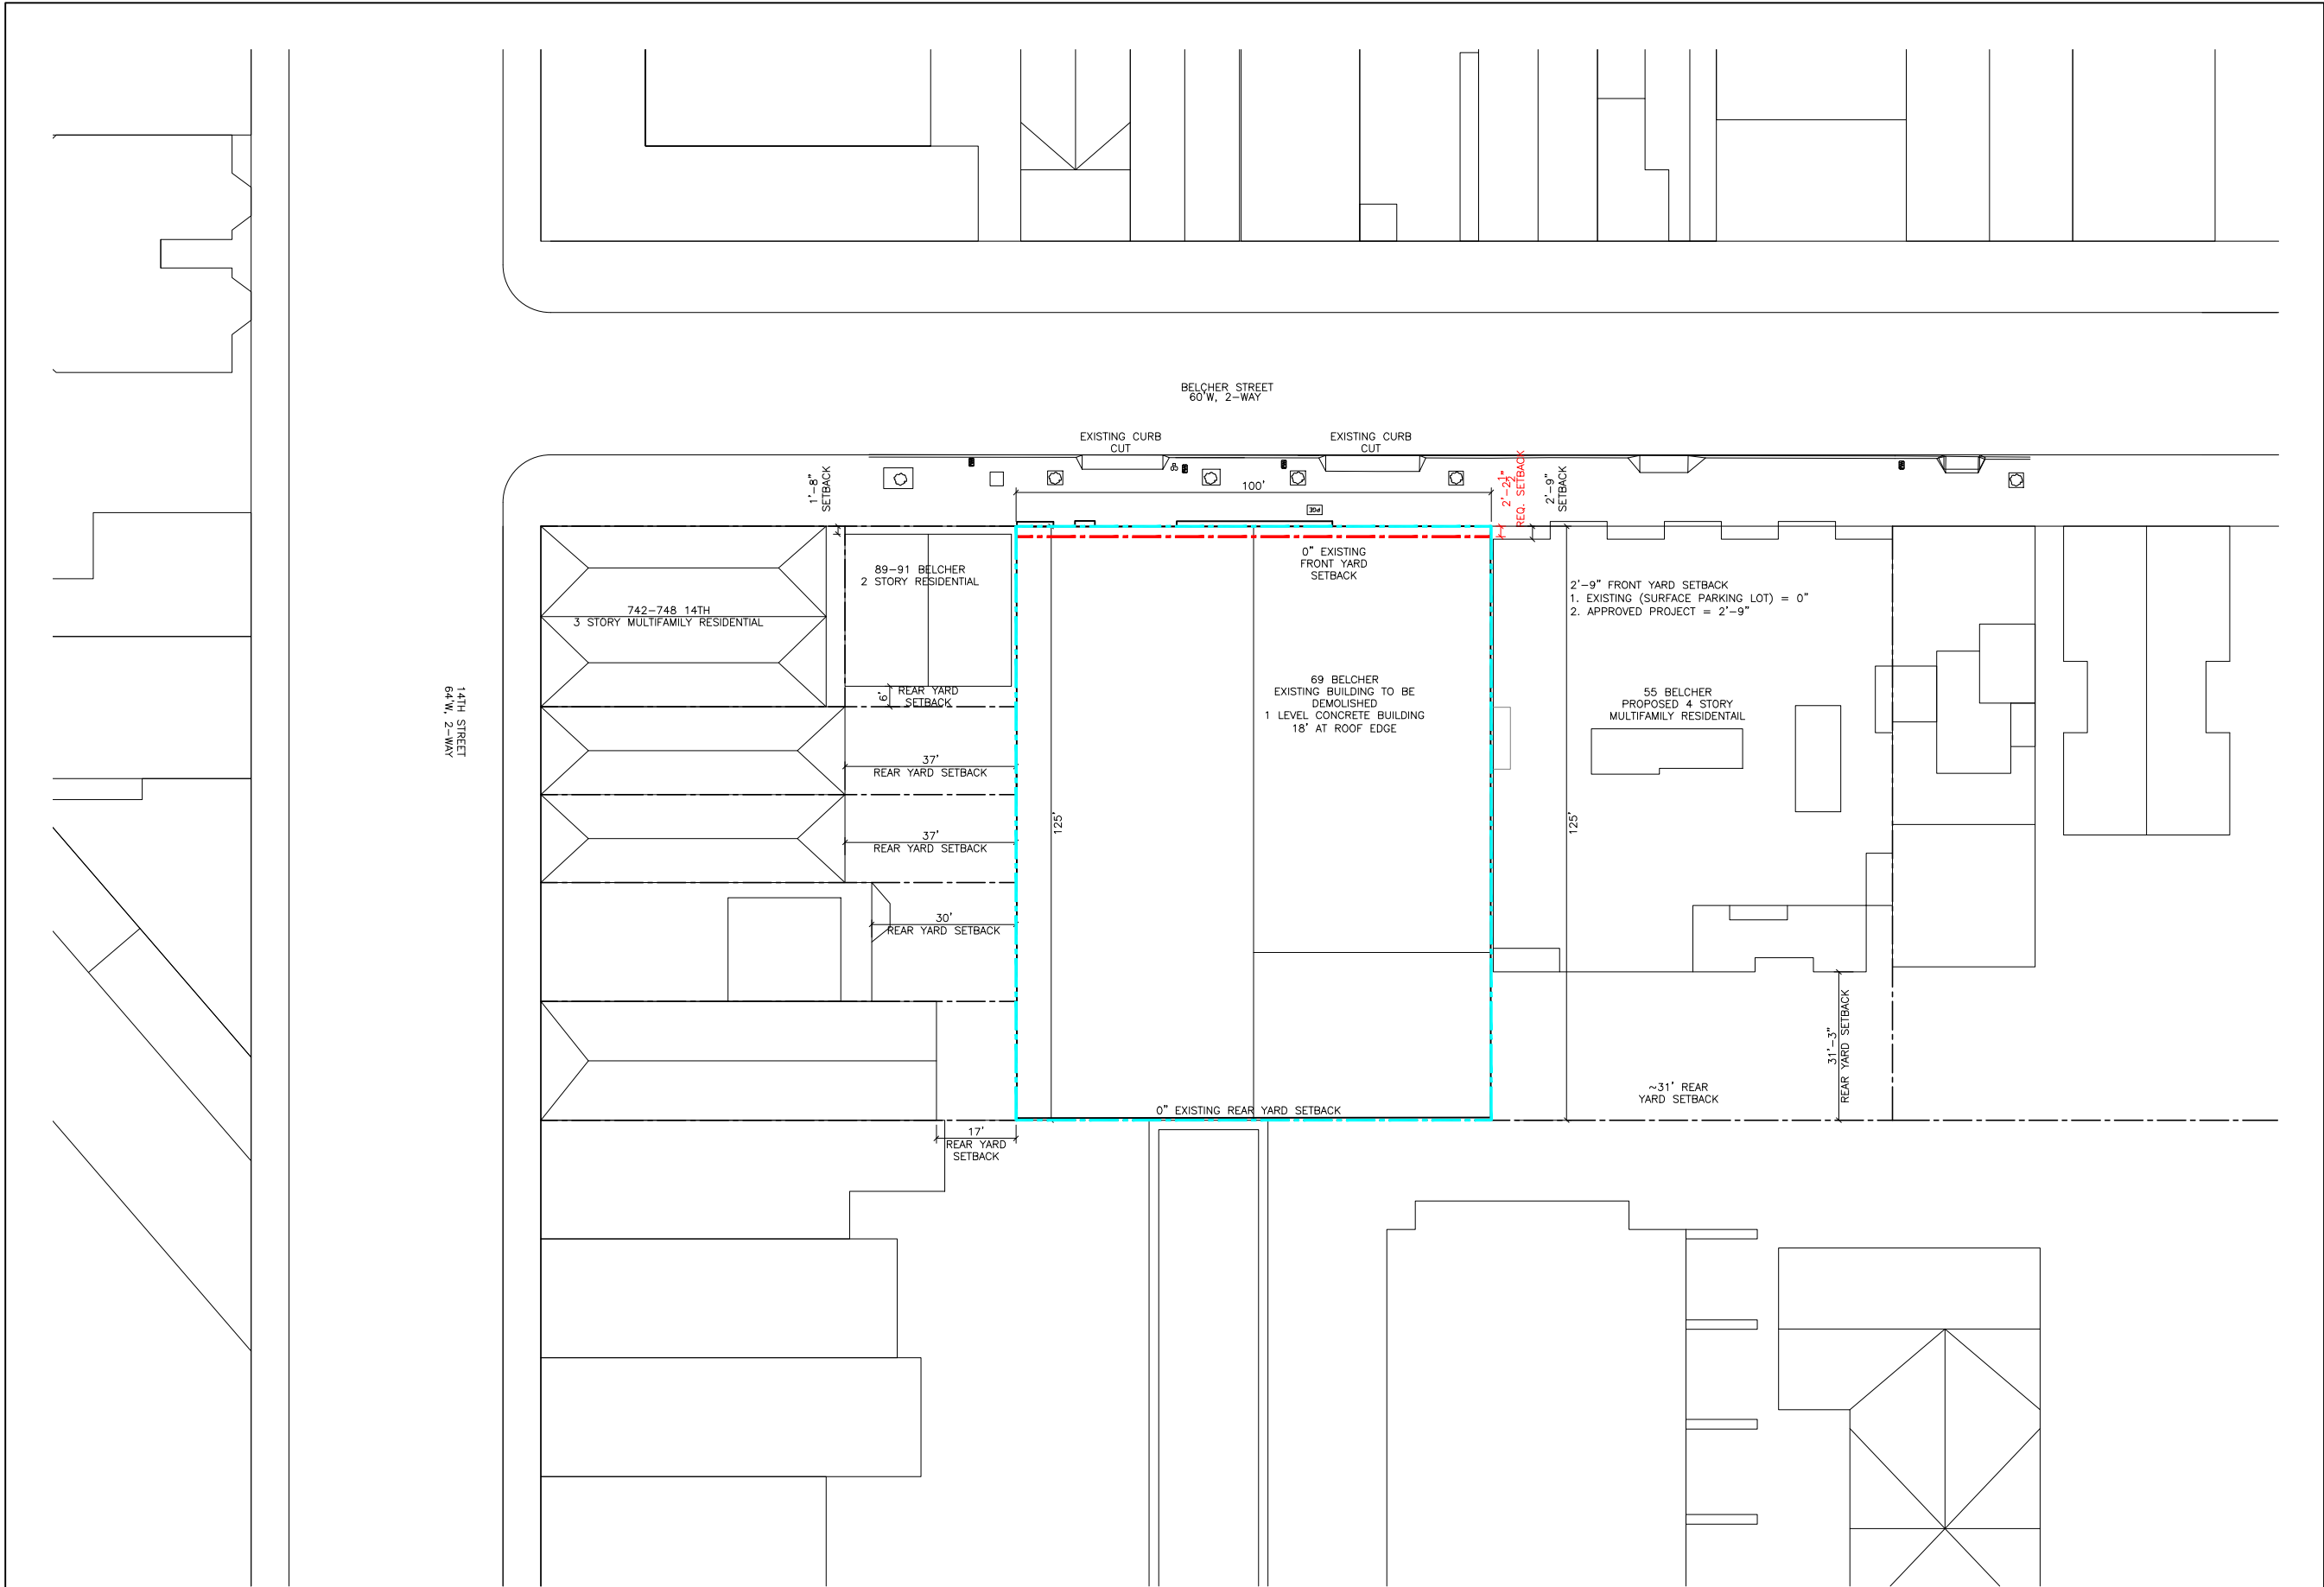 BELCHER STREET
60'W, 2-WAY
EXISTING CURB
CUT
EXISTING CURB
CUT
1'-8"
SETBACK
100'
2'-2 1/2"
REQ. SETBACK
2'-9"
SETBACK
0" EXISTING
FRONT YARD
SETBACK
89-91 BELCHER
2 STORY RESIDENTIAL
2'-9" FRONT YARD SETBACK
1. EXISTING (SURFACE PARKING LOT) = 0"
2. APPROVED PROJECT = 2'-9"
742-748 14TH
3 STORY MULTIFAMILY RESIDENTIAL
14TH STREET
64'W, 2-WAY
6'
REAR YARD
SETBACK
69 BELCHER
EXISTING BUILDING TO BE
DEMOLISHED
1 LEVEL CONCRETE BUILDING
18' AT ROOF EDGE
55 BELCHER
PROPOSED 4 STORY
MULTIFAMILY RESIDENTAIL
37'
REAR YARD SETBACK
125'
125'
37'
REAR YARD SETBACK
30'
REAR YARD SETBACK
31'-3"
REAR YARD SETBACK
~31' REAR
YARD SETBACK
0" EXISTING REAR YARD SETBACK
17'
REAR YARD
SETBACK